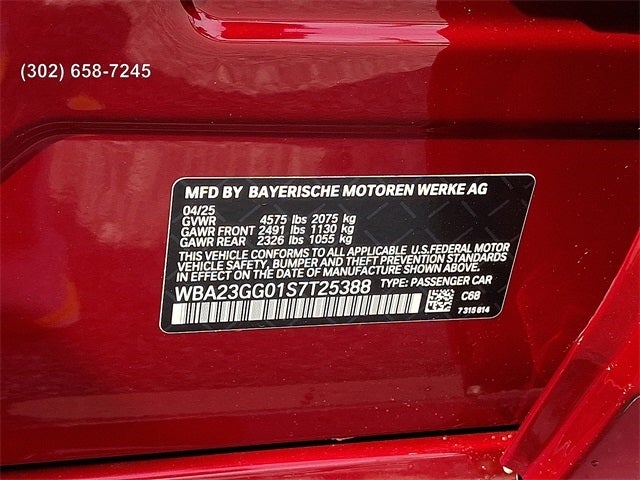 (302) 658-7245
MFD BY BAYERISCHE MOTOREN WERKE AG
04/25
GVWR 4575 lbs 2075 kg
GAWR FRONT 2491 lbs 1130 kg
GAWR REAR 2326 lbs 1055 kg
THIS VEHICLE CONFORMS TO ALL APPLICABLE U.S.FEDERAL MOTOR
VEHICLE SAFETY, BUMPER AND THEFT PREVENTION STANDARDS
IN EFFECT ON THE DATE OF MANUFACTURE SHOWN ABOVE.
WBA23GG01S7T25388 TYPE: PASSENGER CAR
C68
7315814